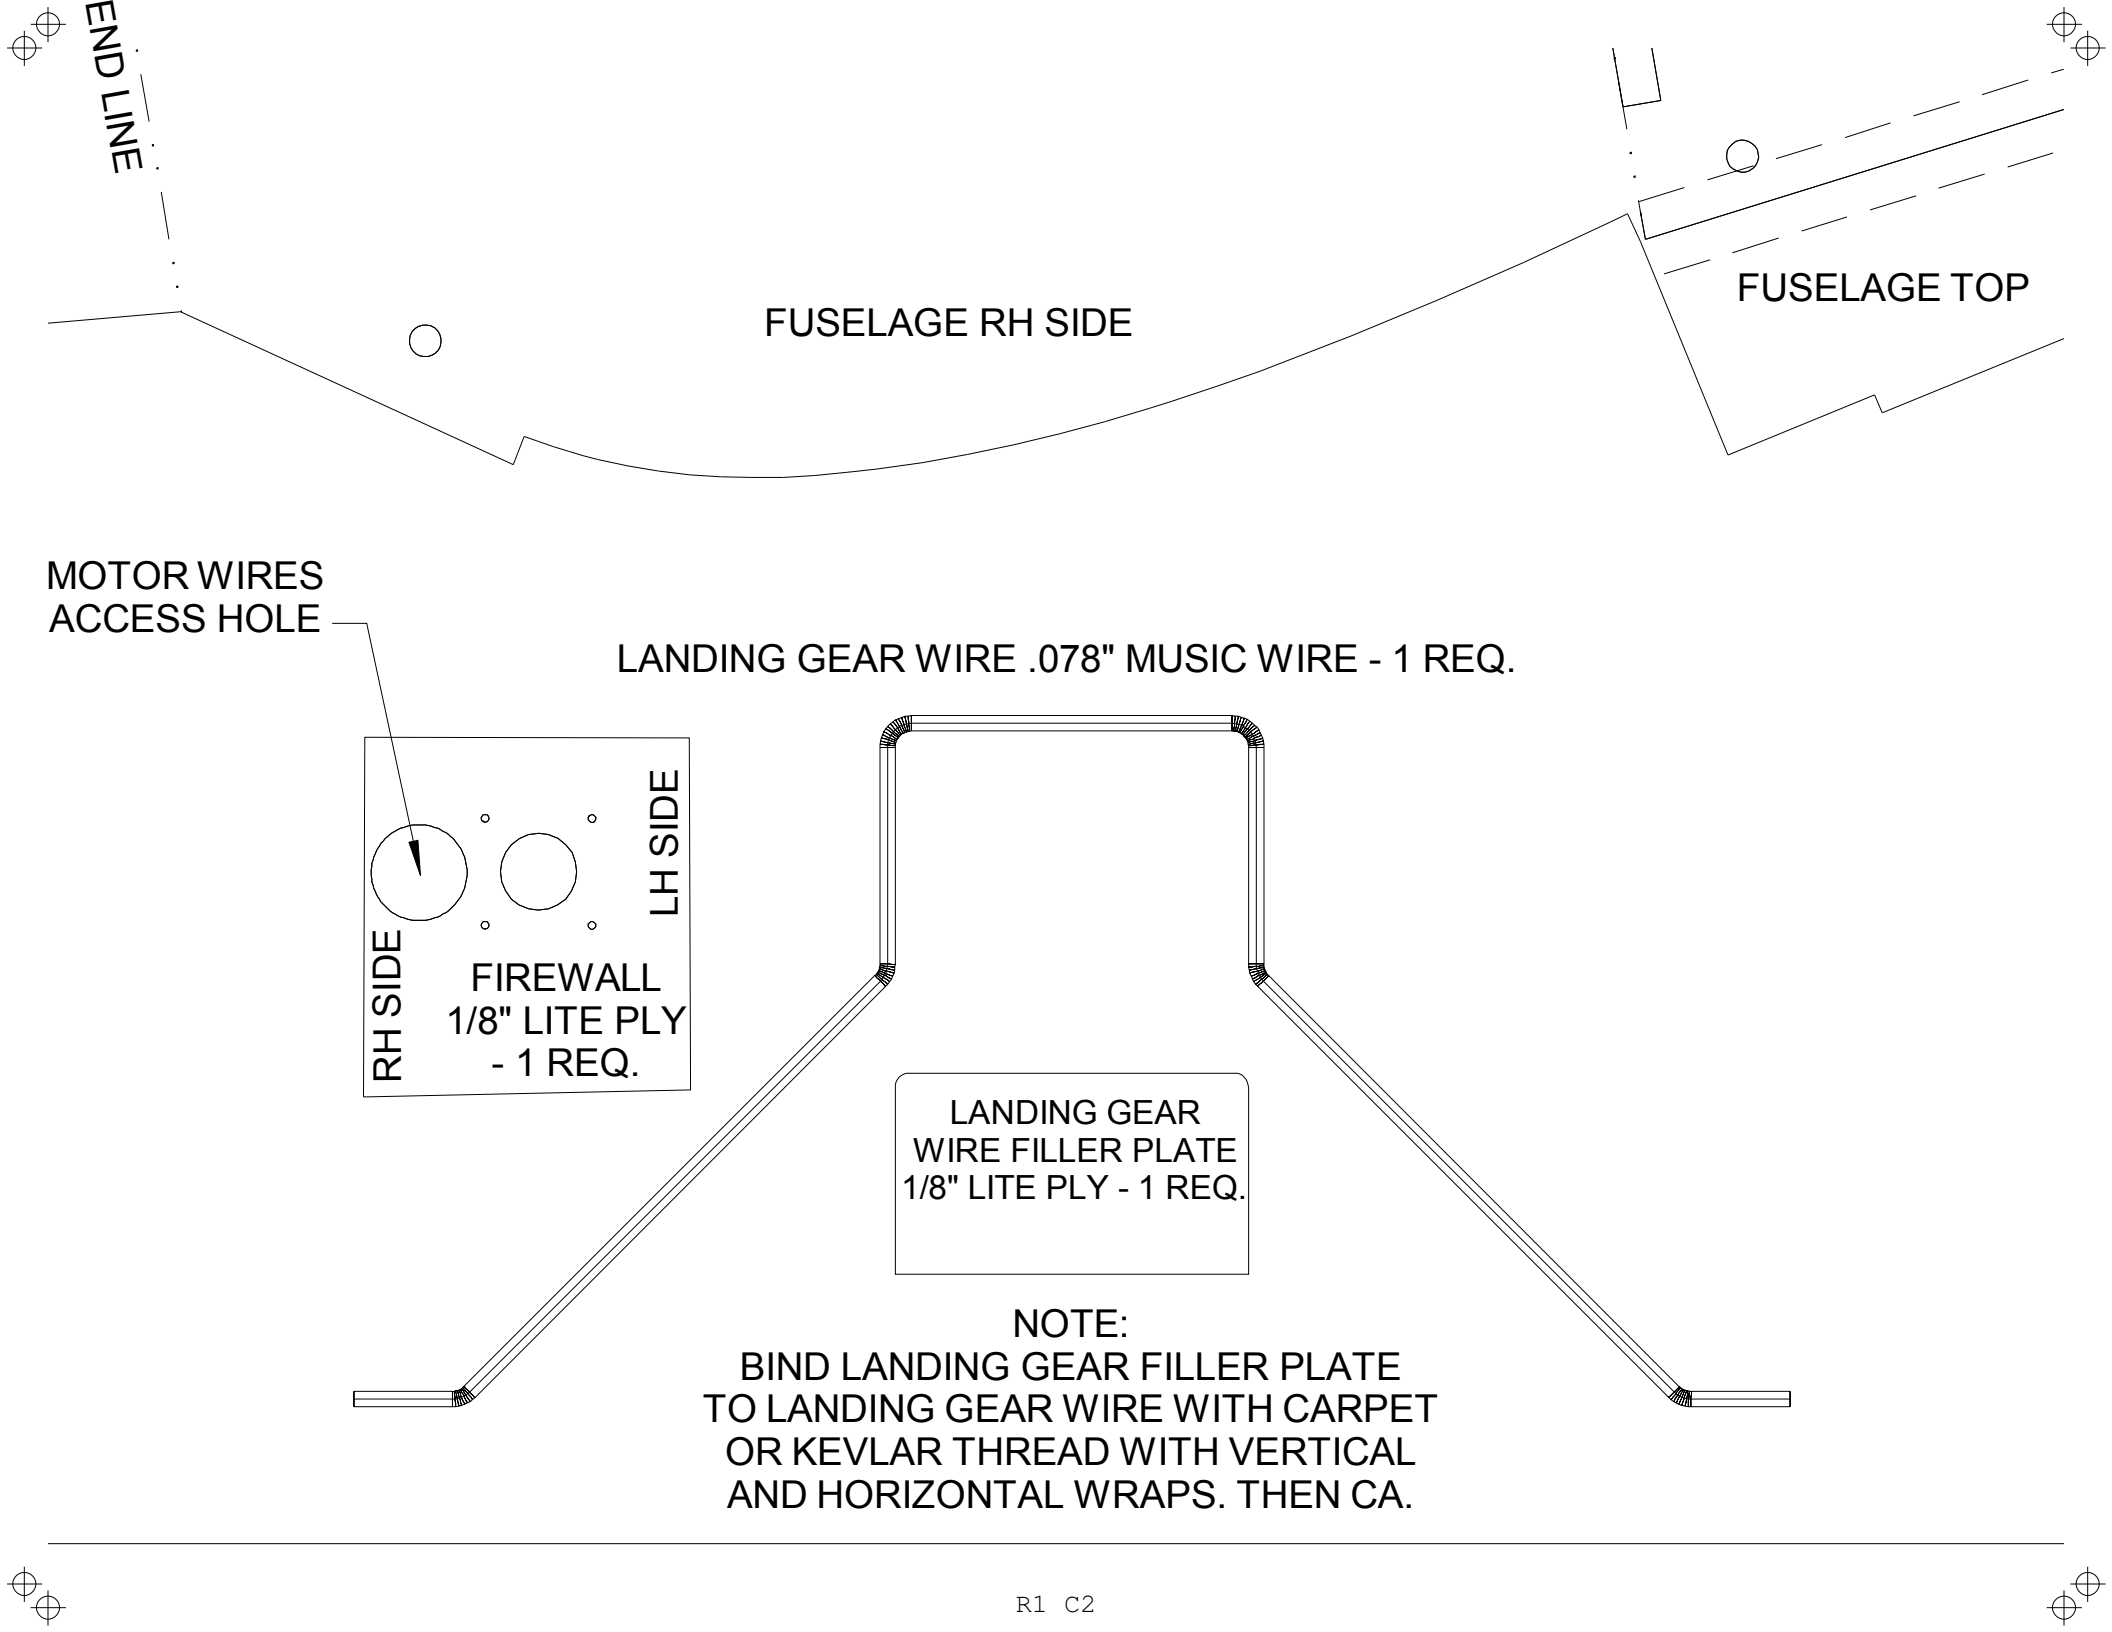 END LINE
FUSELAGE RH SIDE
FUSELAGE TOP
MOTOR WIRES
ACCESS HOLE
LANDING GEAR WIRE .078" MUSIC WIRE - 1 REQ.
LH SIDE
RH SIDE
FIREWALL
1/8" LITE PLY
- 1 REQ.
LANDING GEAR
WIRE FILLER PLATE
1/8" LITE PLY - 1 REQ.
NOTE:
BIND LANDING GEAR FILLER PLATE
TO LANDING GEAR WIRE WITH CARPET
OR KEVLAR THREAD WITH VERTICAL
AND HORIZONTAL WRAPS. THEN CA.
R1 C2